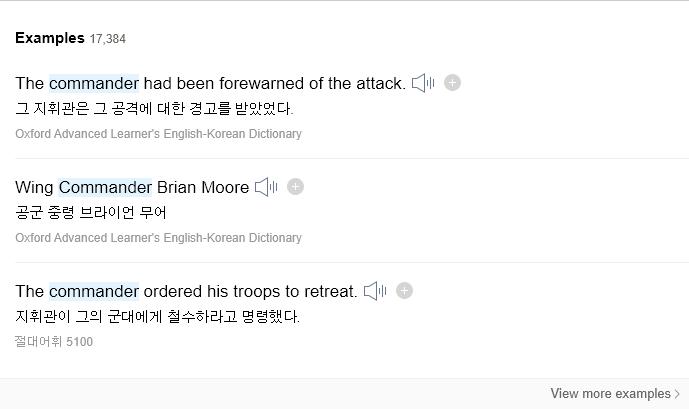 Examples 17,384
The commander had been forewarned of the attack.
그 지휘관은 그 공격에 대한 경고를 받았었다.
Oxford Advanced Learner's English-Korean Dictionary
Wing Commander Brian Moore
공군 중령 브라이언 무어
Oxford Advanced Learner's English-Korean Dictionary
The commander ordered his troops to retreat.
지휘관이 그의 군대에게 철수하라고 명령했다.
절대어휘 5100
View more examples